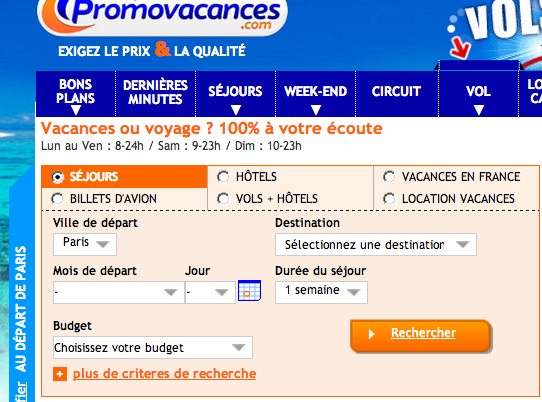 Promovacances
.com
EXIGEZ LE PRIX & LA QUALITÉ
VOLS
BONS PLANS
DERNIÈRES MINUTES
SÉJOURS
WEEK-END
CIRCUIT
VOL
LO
CA
Vacances ou voyage ? 100% à votre écoute
Lun au Ven : 8-24h / Sam : 9-23h / Dim : 10-23h
SÉJOURS
HÔTELS
VACANCES EN FRANCE
BILLETS D'AVION
VOLS + HÔTELS
LOCATION VACANCES
Ville de départ
Destination
Paris
Sélectionnez une destination
Mois de départ
Jour
Durée du séjour
-
-
1 semaine
Budget
Choisissez votre budget
Rechercher
+ plus de criteres de recherche
AU DÉPART DE PARIS
fier